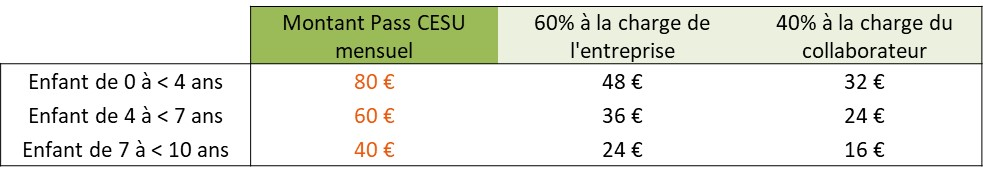 Montant Pass CESU mensuel 60% à la charge de l'entreprise 40% à la charge du collaborateur
Enfant de 0 à < 4 ans 80 € 48 € 32 €
Enfant de 4 à < 7 ans 60 € 36 € 24 €
Enfant de 7 à < 10 ans 40 € 24 € 16 €